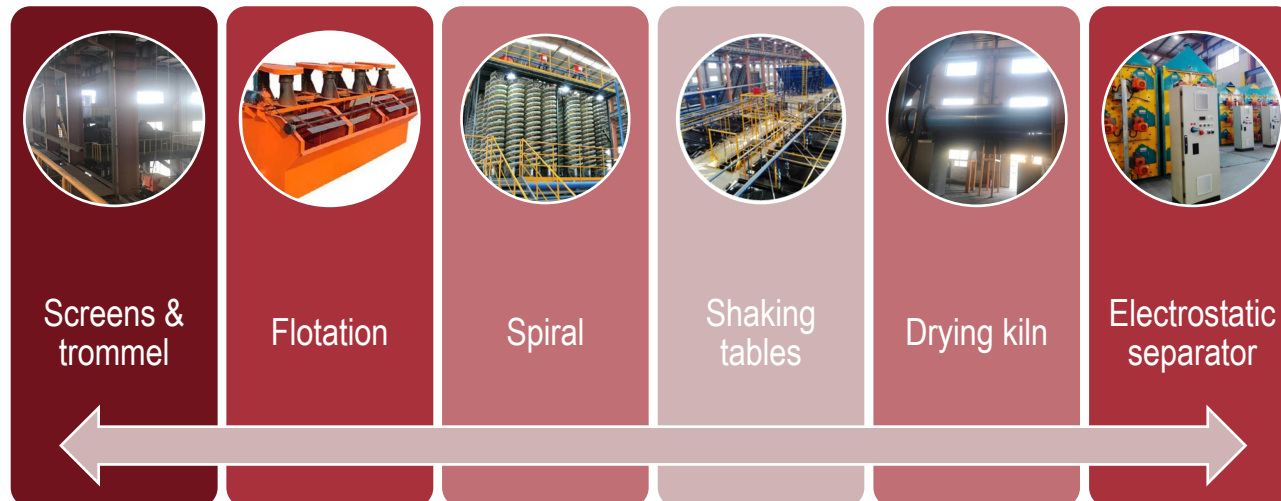 Screens &
trommel
Flotation
Spiral
Shaking
tables
Drying kiln
Electrostatic
separator